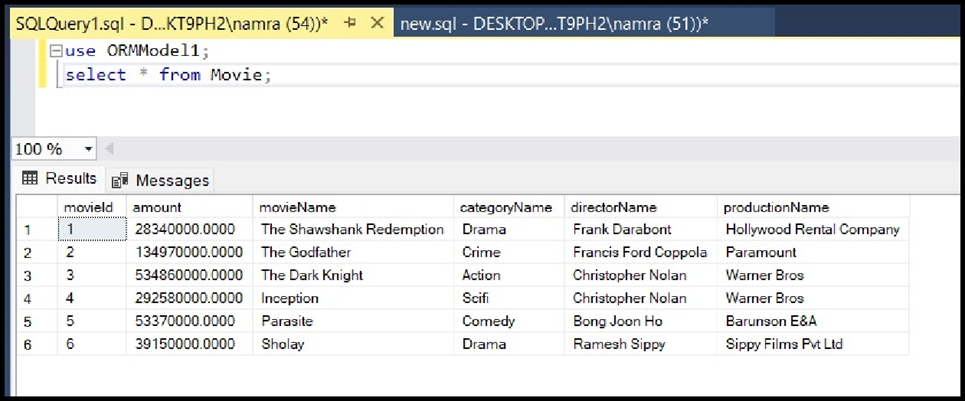 SQLQuery1.sql - D...KT9PH2\namra (54))* new.sql - DESKTOP...T9PH2\namra (51))*
use ORMModel1;
select * from Movie;
100 %
Results Messages
movieId amount movieName categoryName directorName productionName
1 1 28340000.0000 The Shawshank Redemption Drama Frank Darabont Hollywood Rental Company
2 2 134970000.0000 The Godfather Crime Francis Ford Coppola Paramount
3 3 534860000.0000 The Dark Knight Action Christopher Nolan Warner Bros
4 4 292580000.0000 Inception Scifi Christopher Nolan Warner Bros
5 5 53370000.0000 Parasite Comedy Bong Joon Ho Barunson E&A
6 6 39150000.0000 Sholay Drama Ramesh Sippy Sippy Films Pvt Ltd